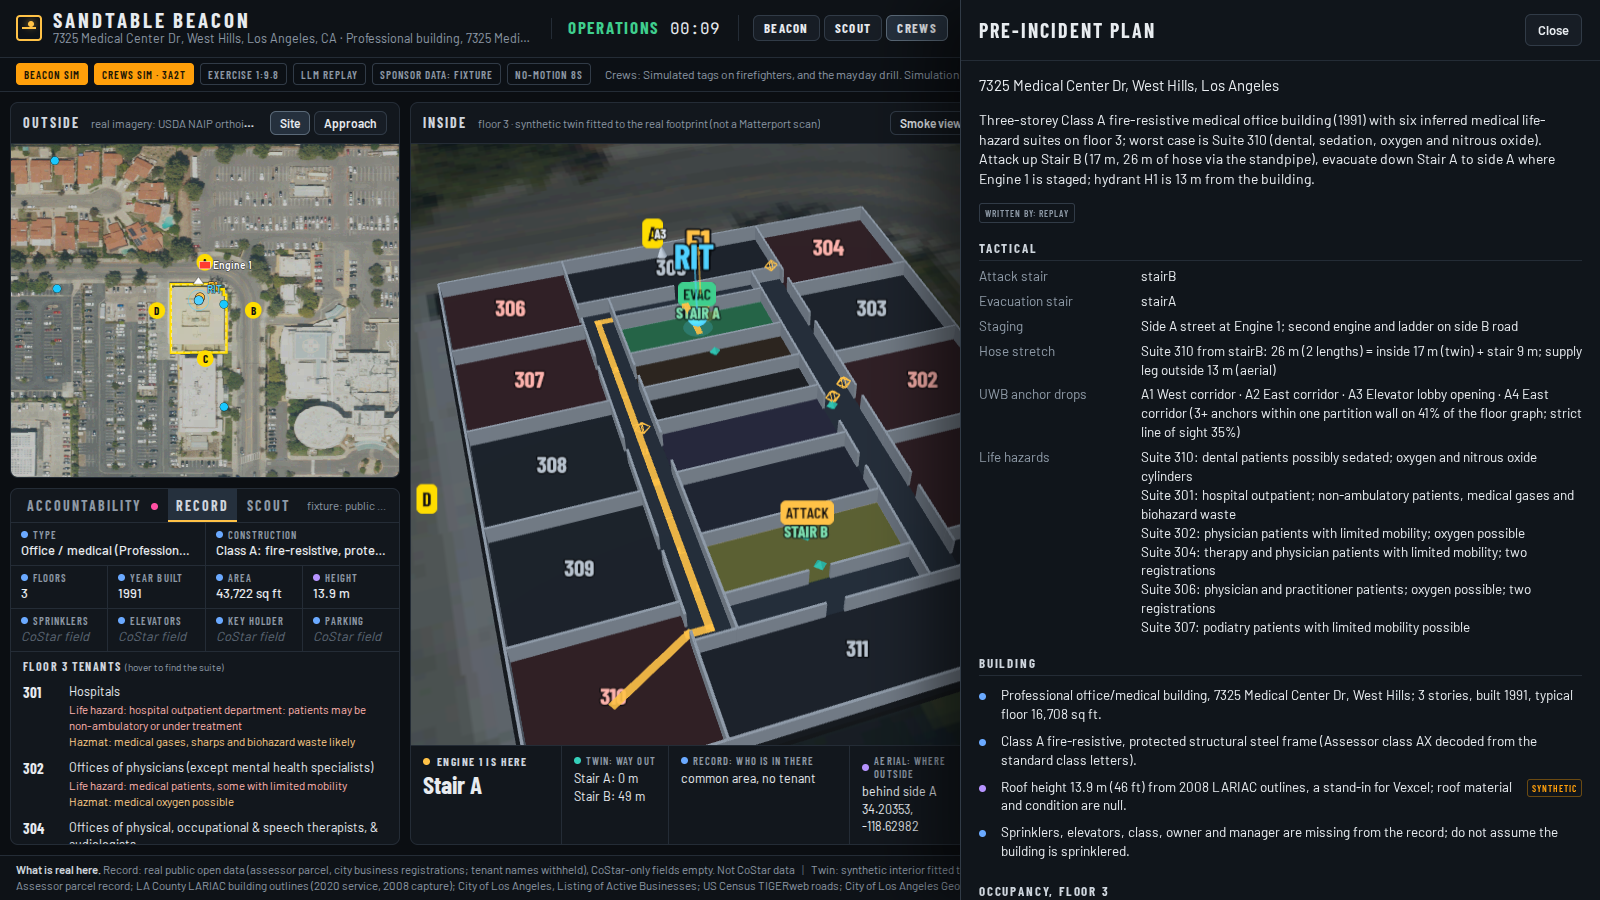 SANDTABLE BEACON
7325 Medical Center Dr, West Hills, Los Angeles, CA · Professional building, 7325 Medi...
OPERATIONS 00:09
BEACON SCOUT CREWS
BEACON SIM CREWS SIM · 3A2T EXERCISE 1:9.8 LLM REPLAY SPONSOR DATA: FIXTURE NO-MOTION 8S Crews: Simulated tags on firefighters, and the mayday drill. Simulation
OUTSIDE real imagery: USDA NAIP orthoi... Site Approach
Engine 1
D
B
C
ACCOUNTABILITY RECORD SCOUT fixture: public ...
TYPE
Office / medical (Profession...
CONSTRUCTION
Class A: fire-resistive, prote...
FLOORS
3
YEAR BUILT
1991
AREA
43,722 sq ft
HEIGHT
13.9 m
SPRINKLERS
CoStar field
ELEVATORS
CoStar field
KEY HOLDER
CoStar field
PARKING
CoStar field
FLOOR 3 TENANTS (hover to find the suite)
301 Hospitals
Life hazard: hospital outpatient department: patients may be
non-ambulatory or under treatment
Hazmat: medical gases, sharps and biohazard waste likely
302 Offices of physicians (except mental health specialists)
Life hazard: medical patients, some with limited mobility
Hazmat: medical oxygen possible
304 Offices of physical, occupational & speech therapists, &
audiologists
INSIDE floor 3 · synthetic twin fitted to the real footprint (not a Matterport scan) Smoke view
A3
E1
RIT
304
306
EVAC
STAIR A
303
307
302
308
D
ATTACK
STAIR B
309
311
310
ENGINE 1 IS HERE
Stair A
TWIN: WAY OUT
Stair A: 0 m
Stair B: 49 m
RECORD: WHO IS IN THERE
common area, no tenant
AERIAL: WHERE
OUTSIDE
behind side A
34.20353,
-118.62982
What is real here. Record: real public open data (assessor parcel, city business registrations; tenant names withheld), CoStar-only fields empty. Not CoStar data | Twin: synthetic interior fitted t
Assessor parcel record; LA County LARIAC building outlines (2020 service, 2008 capture); City of Los Angeles, Listing of Active Businesses; US Census TIGERweb roads; City of Los Angeles Geo
PRE-INCIDENT PLAN
Close
7325 Medical Center Dr, West Hills, Los Angeles
Three-storey Class A fire-resistive medical office building (1991) with six inferred medical life-
hazard suites on floor 3; worst case is Suite 310 (dental, sedation, oxygen and nitrous oxide).
Attack up Stair B (17 m, 26 m of hose via the standpipe), evacuate down Stair A to side A where
Engine 1 is staged; hydrant H1 is 13 m from the building.
WRITTEN BY: REPLAY
TACTICAL
Attack stair stairB
Evacuation stair stairA
Staging Side A street at Engine 1; second engine and ladder on side B road
Hose stretch Suite 310 from stairB: 26 m (2 lengths) = inside 17 m (twin) + stair 9 m; supply
leg outside 13 m (aerial)
UWB anchor drops A1 West corridor · A2 East corridor · A3 Elevator lobby opening · A4 East
corridor (3+ anchors within one partition wall on 41% of the floor graph; strict
line of sight 35%)
Life hazards Suite 310: dental patients possibly sedated; oxygen and nitrous oxide
cylinders
Suite 301: hospital outpatient; non-ambulatory patients, medical gases and
biohazard waste
Suite 302: physician patients with limited mobility; oxygen possible
Suite 304: therapy and physician patients with limited mobility; two
registrations
Suite 306: physician and practitioner patients; oxygen possible; two
registrations
Suite 307: podiatry patients with limited mobility possible
BUILDING
Professional office/medical building, 7325 Medical Center Dr, West Hills; 3 stories, built 1991, typical
floor 16,708 sq ft.
Class A fire-resistive, protected structural steel frame (Assessor class AX decoded from the
standard class letters).
Roof height 13.9 m (46 ft) from 2008 LARIAC outlines, a stand-in for Vexcel; roof material SYNTHETIC
and condition are null.
Sprinklers, elevators, class, owner and manager are missing from the record; do not assume the
building is sprinklered.
OCCUPANCY, FLOOR 3